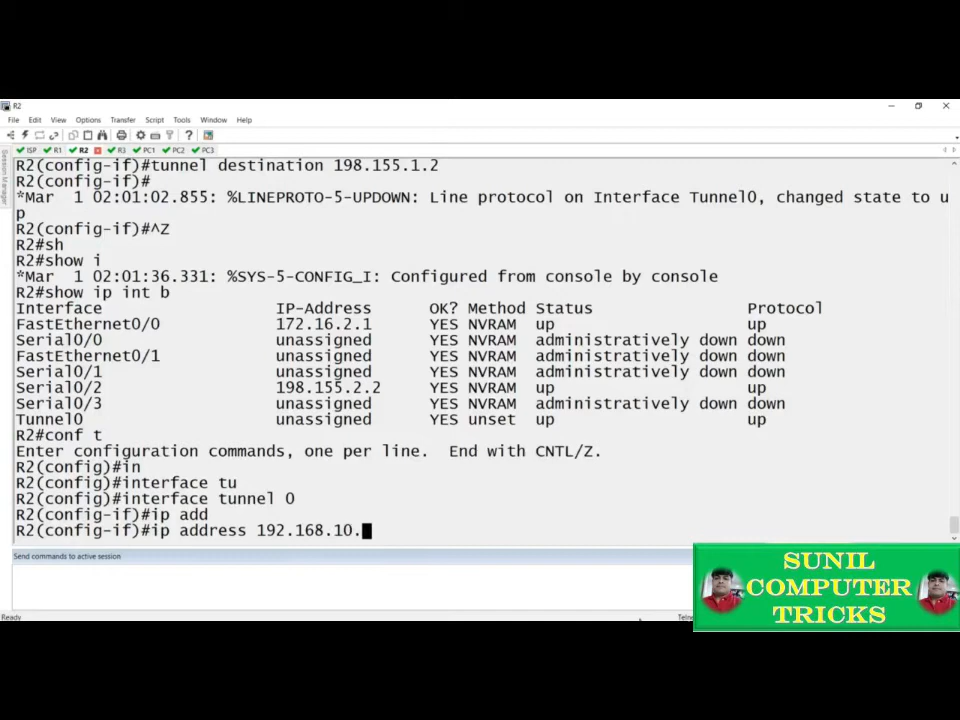 R2
File Edit View Options Transfer Script Tools Window Help
ISP R1 R2 R3 PC1 PC2 PC3
Session Manager
R2(config-if)#tunnel destination 198.155.1.2
R2(config-if)#
*Mar  1 02:01:02.855: %LINEPROTO-5-UPDOWN: Line protocol on Interface Tunnel0, changed state to u
p
R2(config-if)#^Z
R2#sh
R2#show i
*Mar  1 02:01:36.331: %SYS-5-CONFIG_I: Configured from console by console
R2#show ip int b
Interface IP-Address OK? Method Status Protocol
FastEthernet0/0 172.16.2.1 YES NVRAM up up
Serial0/0 unassigned YES NVRAM administratively down down
FastEthernet0/1 unassigned YES NVRAM administratively down down
Serial0/1 unassigned YES NVRAM administratively down down
Serial0/2 198.155.2.2 YES NVRAM up up
Serial0/3 unassigned YES NVRAM administratively down down
Tunnel0 unassigned YES unset up up
R2#conf t
Enter configuration commands, one per line.  End with CNTL/Z.
R2(config)#in
R2(config)#interface tu
R2(config)#interface tunnel 0
R2(config-if)#ip add
R2(config-if)#ip address 192.168.10.
Send commands to active session
Ready
SUNIL
COMPUTER
TRICKS